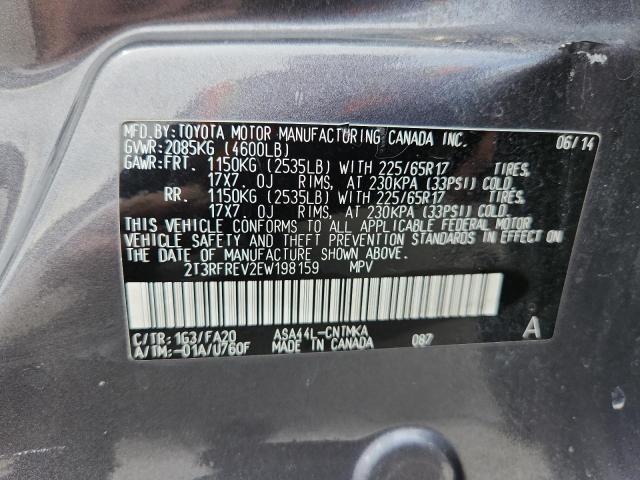 MFD.BY:TOYOTA MOTOR MANUFACTURING CANADA INC. 06/14
GVWR:2085KG (4600LB)
GAWR:FRT. 1150KG (2535LB) WITH 225/65R17 TIRES,
17X7. 0J RIMS, AT 230KPA (33PSI) COLD.
RR. 1150KG (2535LB) WITH 225/65R17 TIRES,
17X7. 0J RIMS, AT 230KPA (33PSI) COLD.
THIS VEHICLE CONFORMS TO ALL APPLICABLE FEDERAL MOTOR
VEHICLE SAFETY AND THEFT PREVENTION STANDARDS IN EFFECT ON
THE DATE OF MANUFACTURE SHOWN ABOVE.
2T3RFREV2EW198159 MPV
C/TR: 1G3/FA20 ASA44L-CNTMKA 087 A
A/TM:-01A/U760F MADE IN CANADA